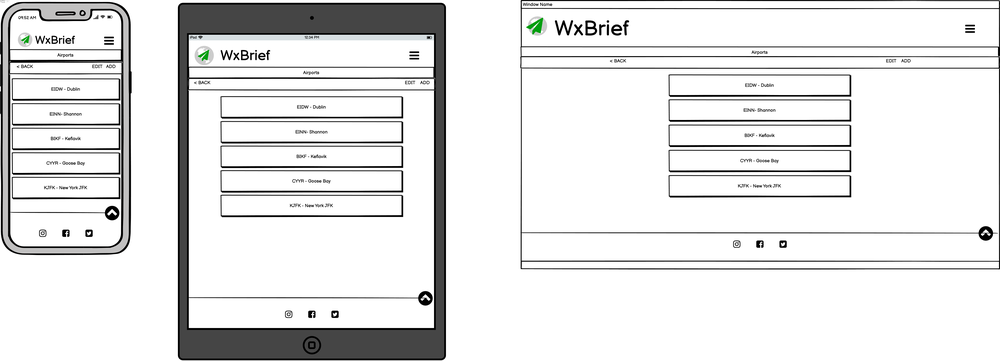 09:52 AM
WxBrief
Airports
< BACK EDIT ADD
EIDW - Dublin
EINN- Shannon
BIKF - Keflavik
CYYR - Goose Bay
KJFK - New York JFK
iPad 12:04 PM
WxBrief
Airports
< BACK EDIT ADD
EIDW - Dublin
EINN- Shannon
BIKF - Keflavik
CYYR - Goose Bay
KJFK - New York JFK
Window Name
WxBrief
Airports
< BACK EDIT ADD
EIDW - Dublin
EINN- Shannon
BIKF - Keflavik
CYYR - Goose Bay
KJFK - New York JFK